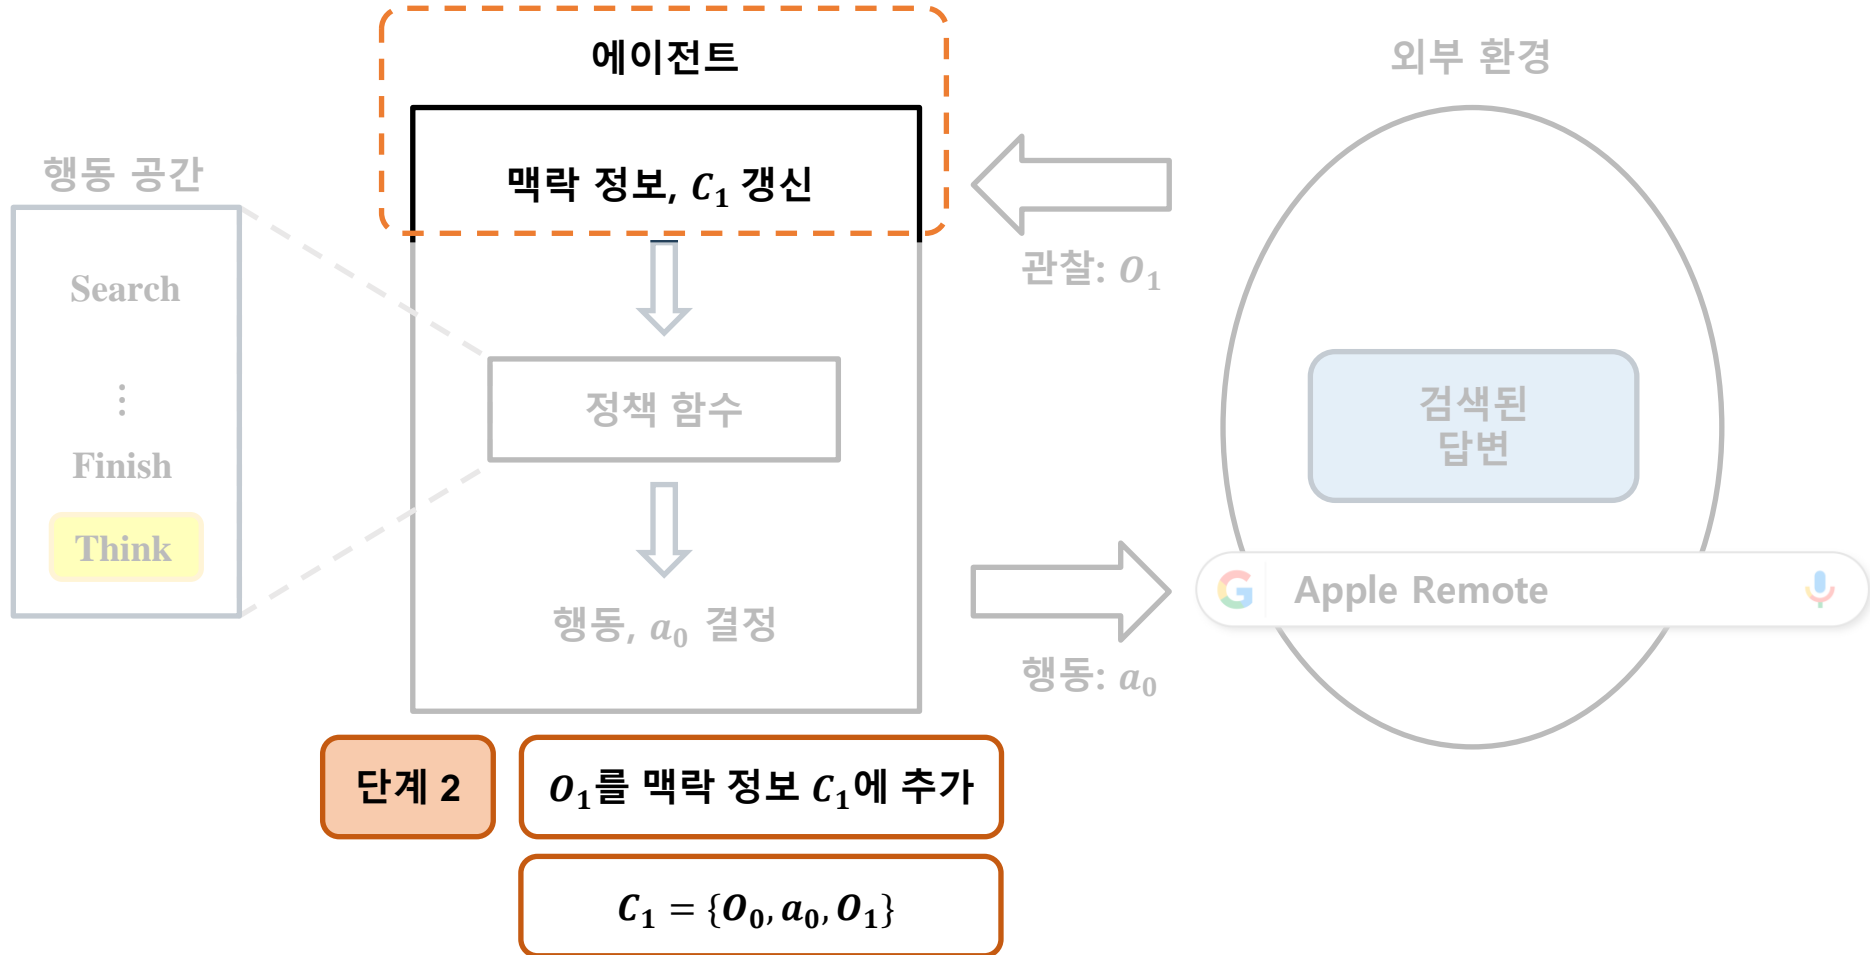 에이전트
외부 환경
맥락 정보, C₁ 갱신
행동 공간
관찰: O₁
Search
⋮
Finish
Think
정책 함수
검색된
답변
행동, a₀ 결정
Apple Remote
행동: a₀
단계 2
O₁를 맥락 정보 C₁에 추가
C₁ = {O₀, a₀, O₁}